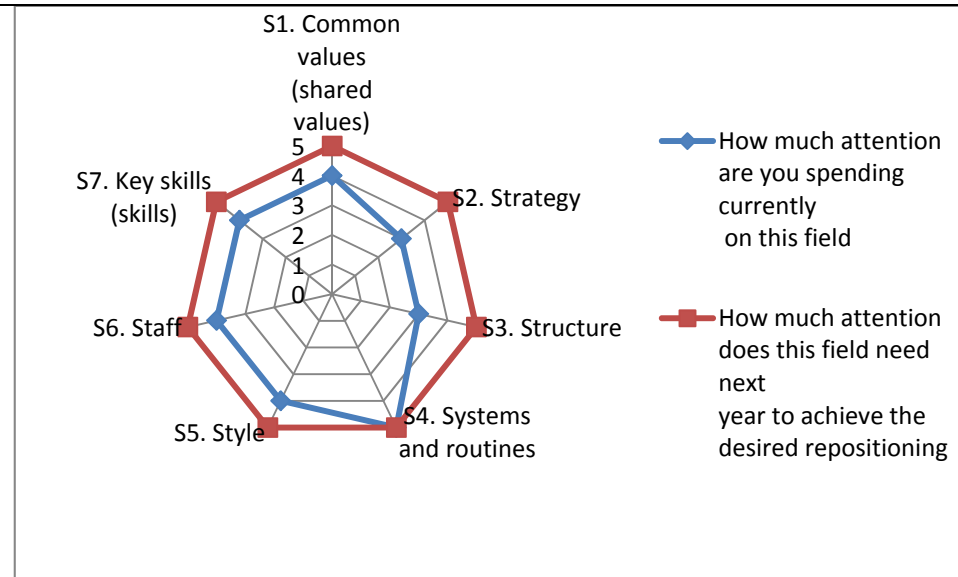 S1. Common
values
(shared
values)
5
4
3
2
1
0
S2. Strategy
S3. Structure
S4. Systems
and routines
S5. Style
S6. Staff
S7. Key skills
(skills)
How much attention
are you spending
currently
on this field
How much attention
does this field need
next
year to achieve the
desired repositioning